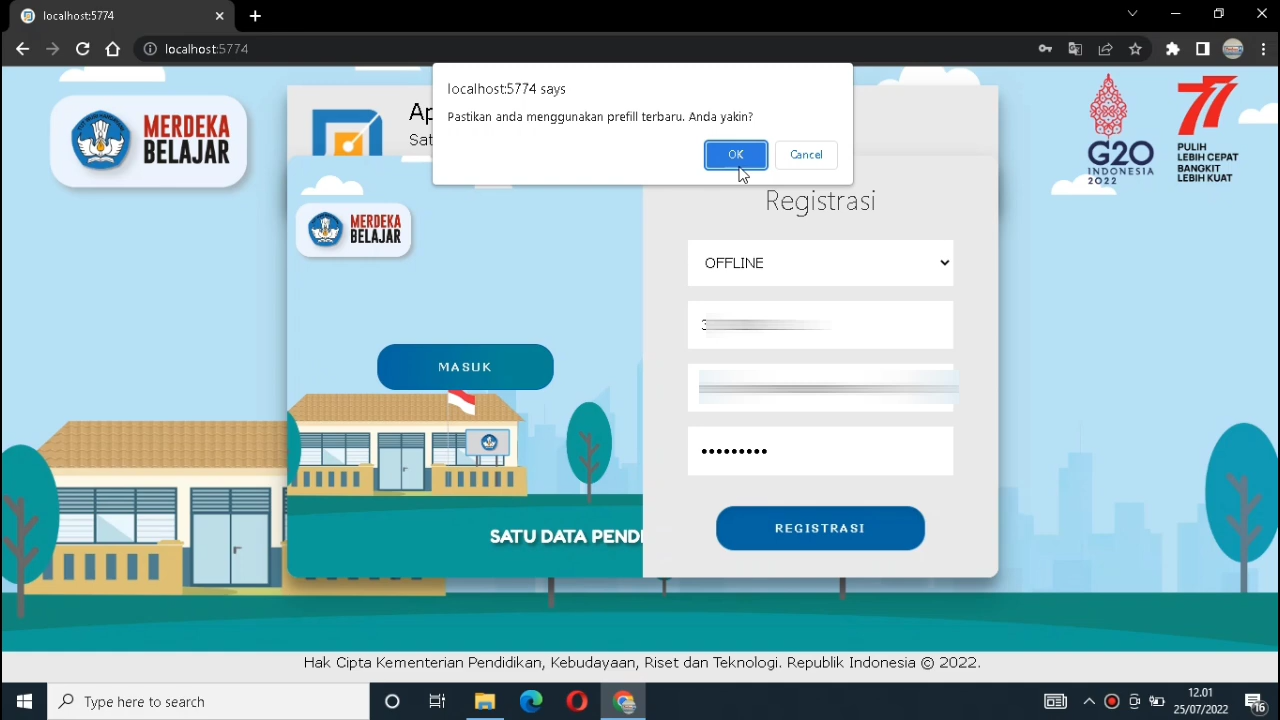 localhost:5774
localhost:5774
localhost:5774 says
Pastikan anda menggunakan prefill terbaru. Anda yakin?
OK
Cancel
MERDEKA
BELAJAR
Ap
Sat
G20
INDONESIA
2022
77
PULIH
LEBIH CEPAT
BANGKIT
LEBIH KUAT
Registrasi
MERDEKA
BELAJAR
OFFLINE
3
MASUK
REGISTRASI
SATU DATA PENDI
Hak Cipta Kementerian Pendidikan, Kebudayaan, Riset dan Teknologi. Republik Indonesia © 2022.
Type here to search
12.01
25/07/2022
16